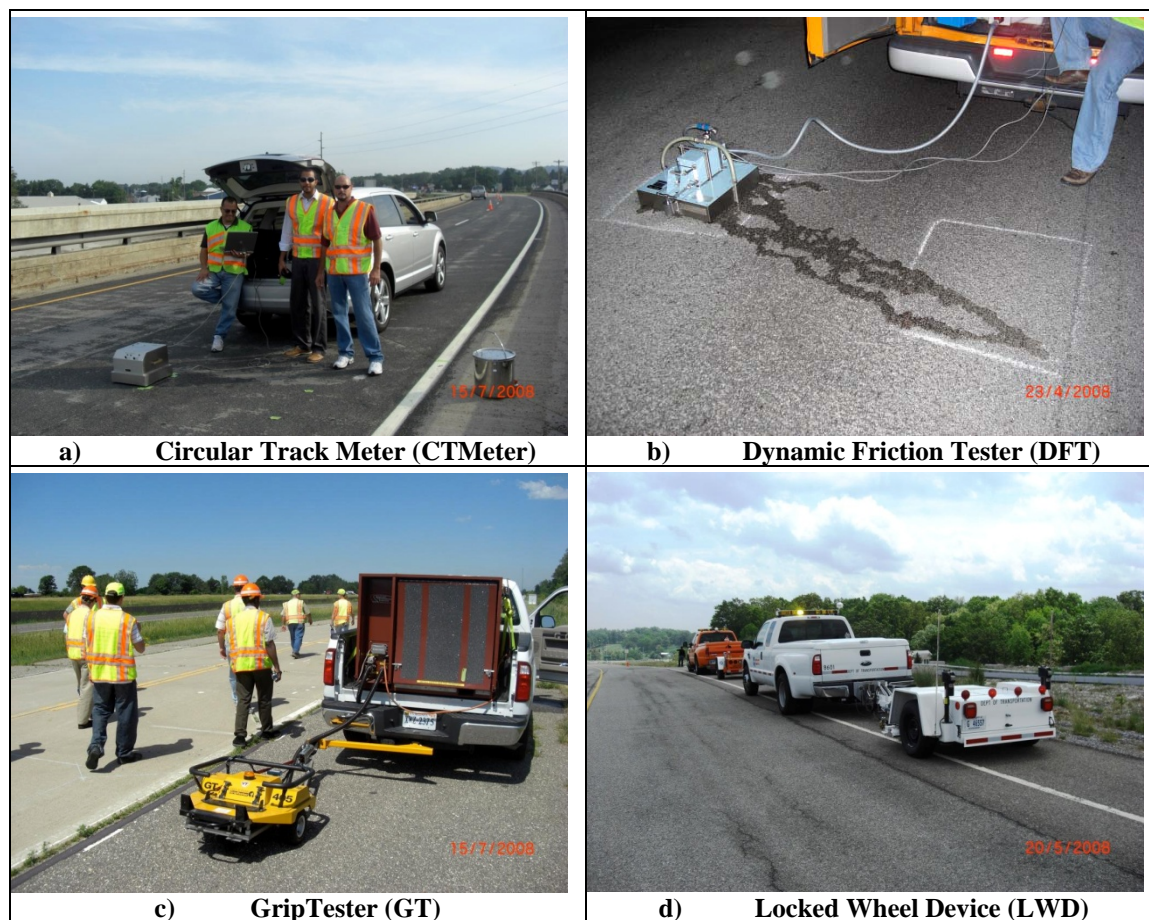 15/7/2008
a) Circular Track Meter (CTMeter)
23/4/2008
b) Dynamic Friction Tester (DFT)
GT
15/7/2008
c) GripTester (GT)
DEPT OF TRANSPORTATION
20/5/2008
d) Locked Wheel Device (LWD)